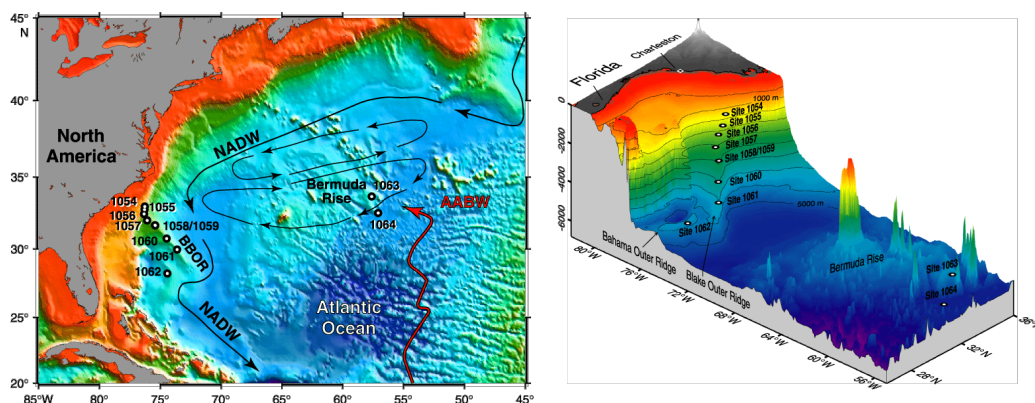 45
N
40°
35°
30°
25°
20°
85°W
80°
75°
70°
65°
60°
55°
50°
45°
North
America
NADW
Bermuda
Rise
1063
1064
AABW
1054
1055
1056
1057
1058/1059
1060
1061
1062
BBOR
NADW
Atlantic
Ocean
Florida
Charleston
0
-2000
-4000
-6000
1000 m
Site 1054
Site 1055
Site 1056
Site 1057
Site 1058/1059
Site 1060
Site 1061
5000 m
Site 1062
Bermuda Rise
Site 1063
Site 1064
Bahama Outer Ridge
Blake Outer Ridge
80°W
76°W
72°W
68°W
64°W
60°W
56°W
28°N
32°N
36°N